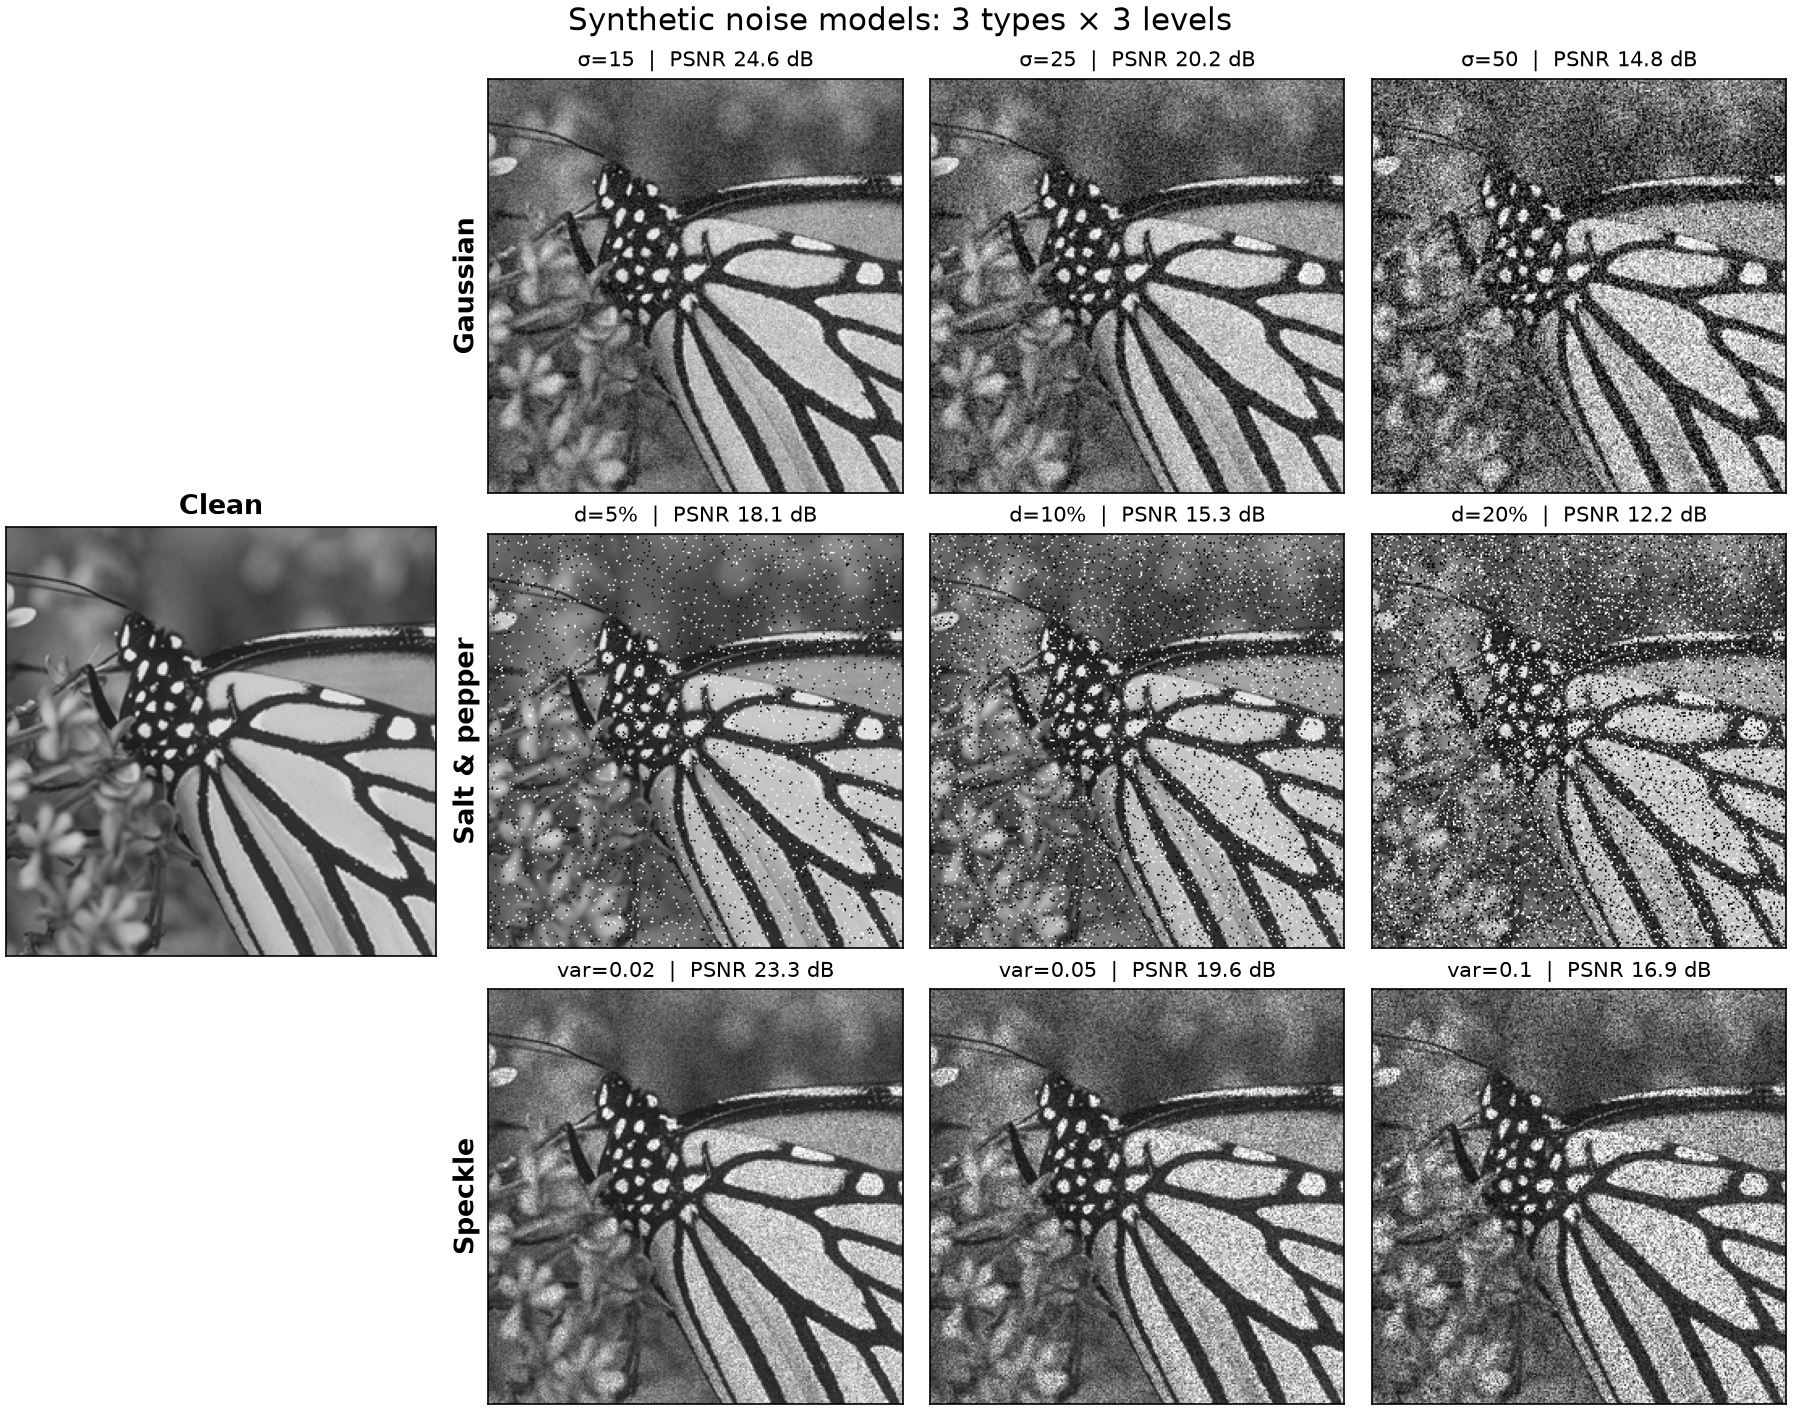 Synthetic noise models: 3 types × 3 levels
σ=15 | PSNR 24.6 dB
σ=25 | PSNR 20.2 dB
σ=50 | PSNR 14.8 dB
Gaussian
Clean
d=5% | PSNR 18.1 dB
d=10% | PSNR 15.3 dB
d=20% | PSNR 12.2 dB
Salt & pepper
var=0.02 | PSNR 23.3 dB
var=0.05 | PSNR 19.6 dB
var=0.1 | PSNR 16.9 dB
Speckle